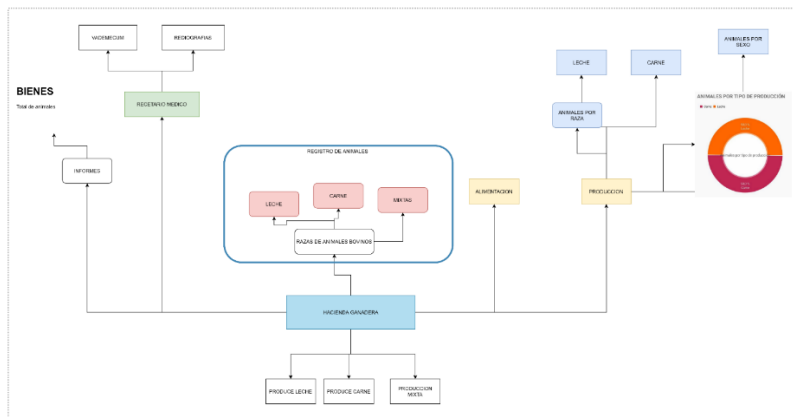 VADEMECUM
REDIOGRAFIAS
ANIMALES POR
SEXO
LECHE
CARNE
BIENES
Total de animales
RECETARIO MEDICO
ANIMALES POR
RAZA
ANIMALES POR TIPO DE PRODUCCIÓN
INFORMES
REGISTRO DE ANIMALES
LECHE
CARNE
MIXTAS
ALIMENTACION
PRODUCCION
RAZAS DE ANIMALES BOVINOS
HACIENDA GANADERA
PRODUCE LECHE
PRODUCE CARNE
PRODUCCION
MIXTA